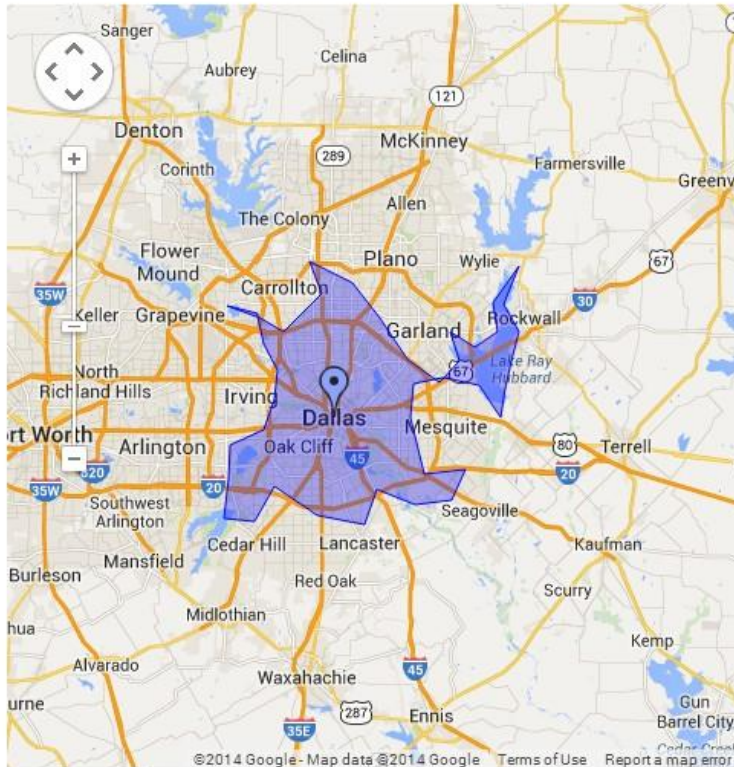 Sanger
Celina
Aubrey
121
Denton
McKinney
289
Corinth
Farmersville
Greenv
Allen
The Colony
Flower
Mound
Plano
Wylie
67
35W
Carrollton
30
Keller
Grapevine
Garland
Rockwall
North
Richland Hills
Irving
67
Lake Ray
Hubbard
Dallas
ort Worth
Arlington
Oak Cliff
Mesquite
45
80
Terrell
820
20
20
35W
Southwest
Arlington
Seagoville
Cedar Hill
Lancaster
Kaufman
Mansfield
Burleson
Red Oak
Scurry
Midlothian
hua
Kemp
Alvarado
Waxahachie
45
urne
287
Ennis
Gun
Barrel City
35E
Cedar Creek
©2014 Google - Map data ©2014 Google Terms of Use Report a map error